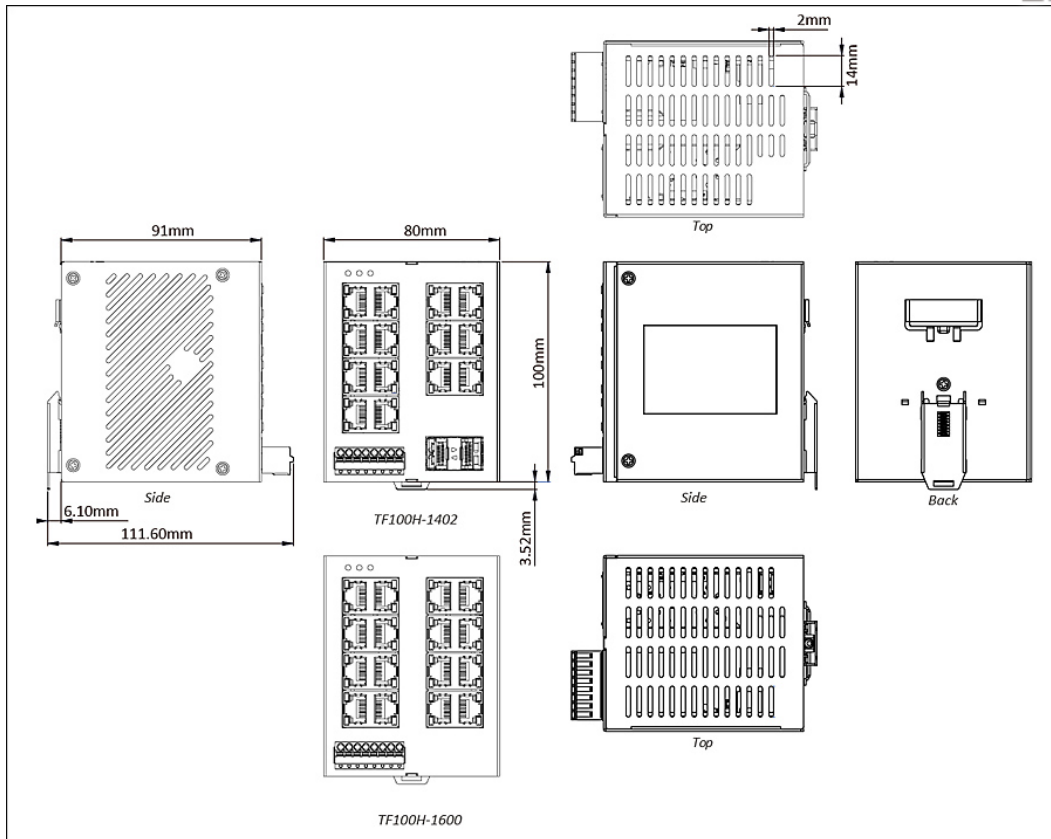 2mm
14mm
Top
91mm
80mm
100mm
Side
TF100H-1402
Side
Back
6.10mm
111.60mm
3.52mm
TF100H-1600
Top